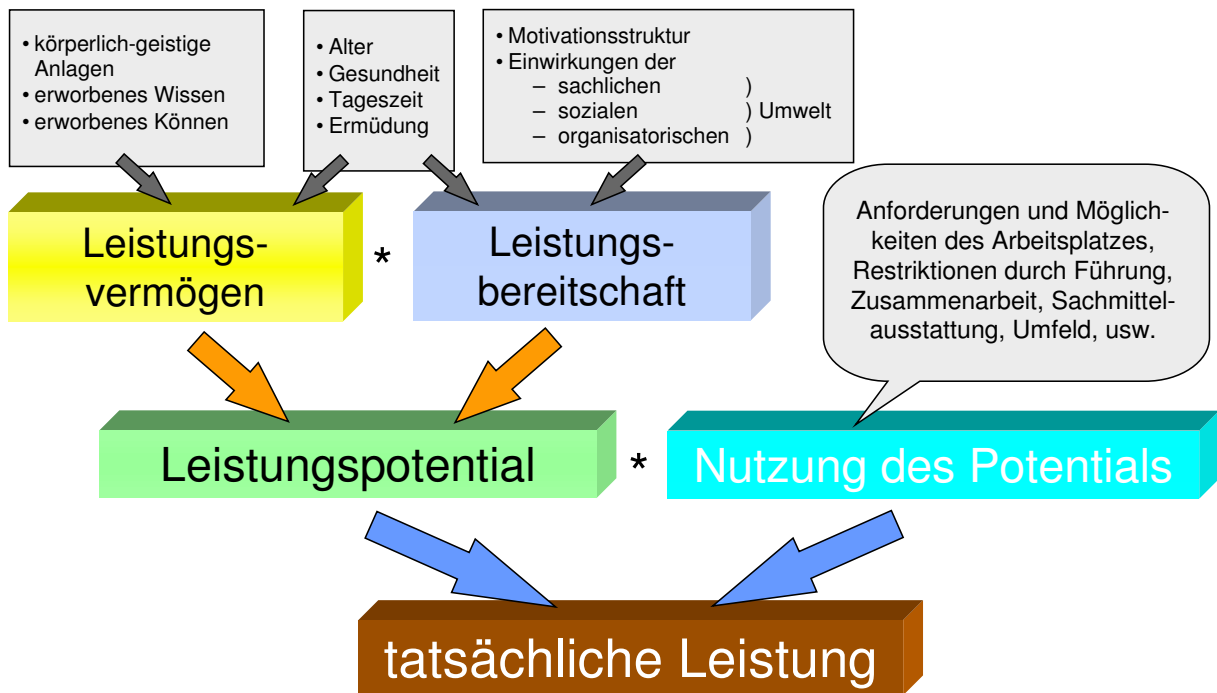 • körperlich-geistige
Anlagen
• erworbenes Wissen
• erworbenes Können
• Alter
• Gesundheit
• Tageszeit
• Ermüdung
• Motivationsstruktur
• Einwirkungen der
– sachlichen )
– sozialen ) Umwelt
– organisatorischen )
Leistungs-
vermögen
*
Leistungs-
bereitschaft
Anforderungen und Möglich-
keiten des Arbeitsplatzes,
Restriktionen durch Führung,
Zusammenarbeit, Sachmittel-
ausstattung, Umfeld, usw.
Leistungspotential * Nutzung des Potentials
tatsächliche Leistung